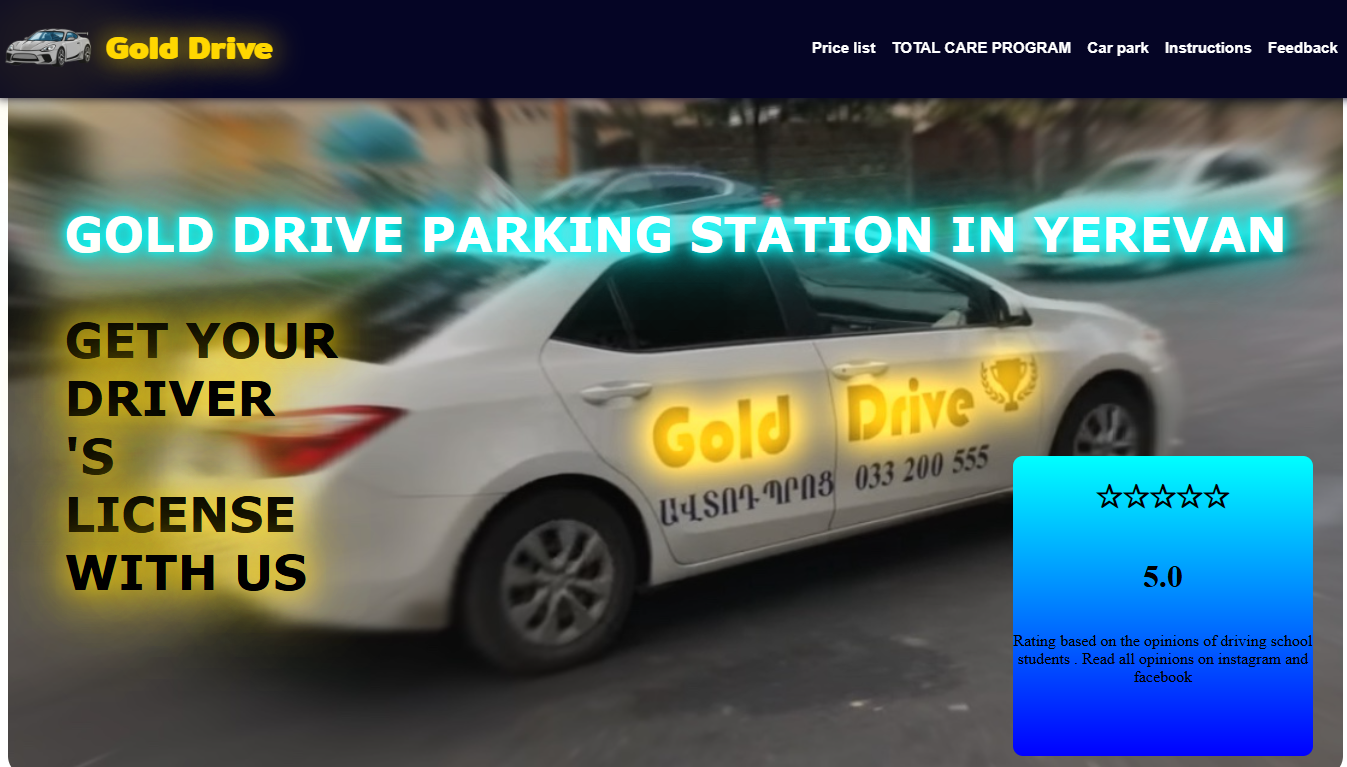 Gold Drive
Price list TOTAL CARE PROGRAM Car park Instructions Feedback
GOLD DRIVE PARKING STATION IN YEREVAN
GET YOUR
DRIVER
'S
LICENSE
WITH US
Gold Drive
ԱՎՏՈԴՊՐՈՑ 033 200 555
☆☆☆☆☆
5.0
Rating based on the opinions of driving school
students . Read all opinions on instagram and
facebook